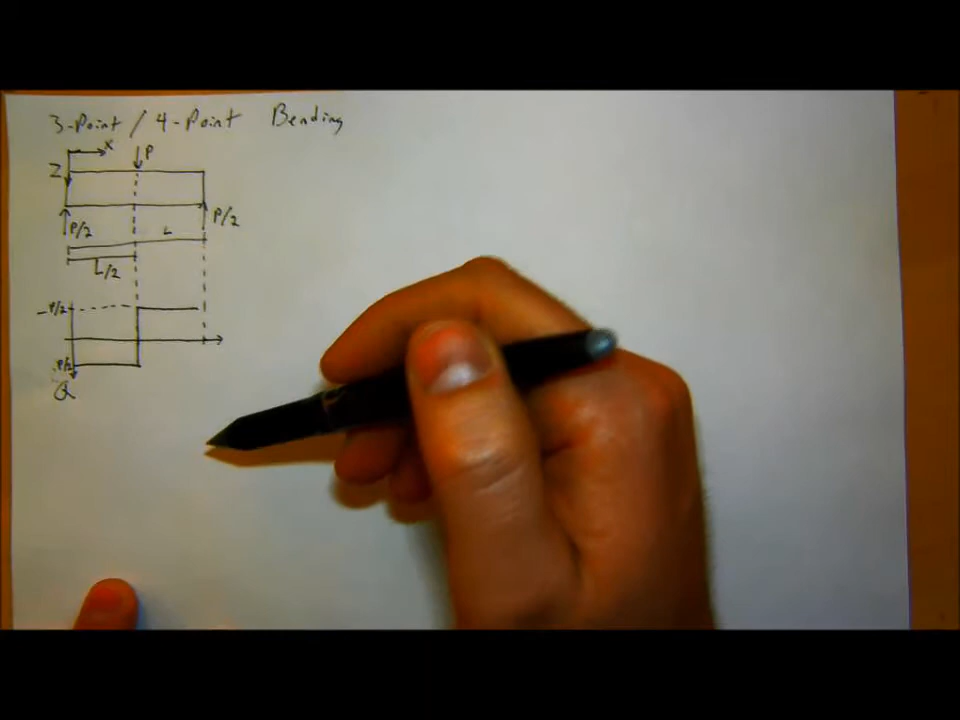 3-Point / 4-Point Bending
x
P
Z
P/2
P/2
L
L/2
-P/2
P/2
Q